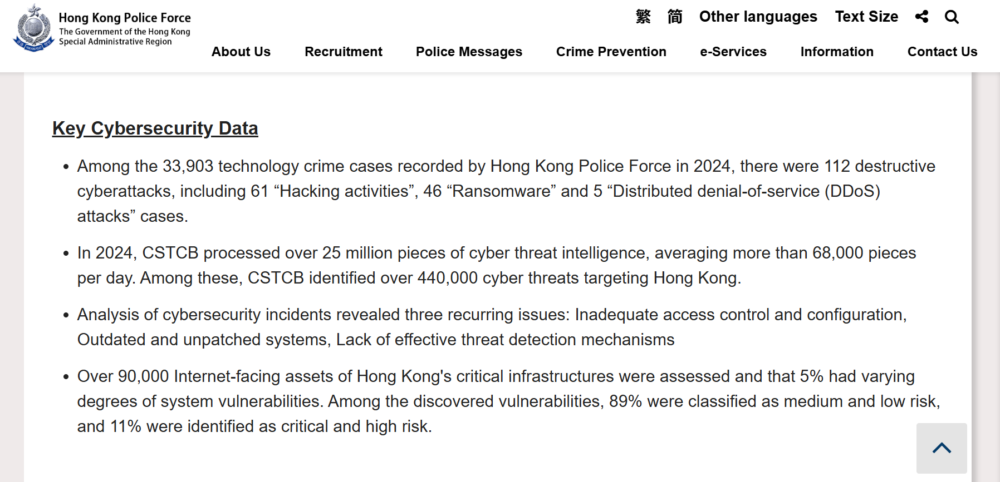 Hong Kong Police Force
The Government of the Hong Kong
Special Administrative Region
繁 简 Other languages Text Size
About Us Recruitment Police Messages Crime Prevention e-Services Information Contact Us
Key Cybersecurity Data
• Among the 33,903 technology crime cases recorded by Hong Kong Police Force in 2024, there were 112 destructive
cyberattacks, including 61 “Hacking activities”, 46 “Ransomware” and 5 “Distributed denial-of-service (DDoS)
attacks” cases.
• In 2024, CSTCB processed over 25 million pieces of cyber threat intelligence, averaging more than 68,000 pieces
per day. Among these, CSTCB identified over 440,000 cyber threats targeting Hong Kong.
• Analysis of cybersecurity incidents revealed three recurring issues: Inadequate access control and configuration,
Outdated and unpatched systems, Lack of effective threat detection mechanisms
• Over 90,000 Internet-facing assets of Hong Kong's critical infrastructures were assessed and that 5% had varying
degrees of system vulnerabilities. Among the discovered vulnerabilities, 89% were classified as medium and low risk,
and 11% were identified as critical and high risk.